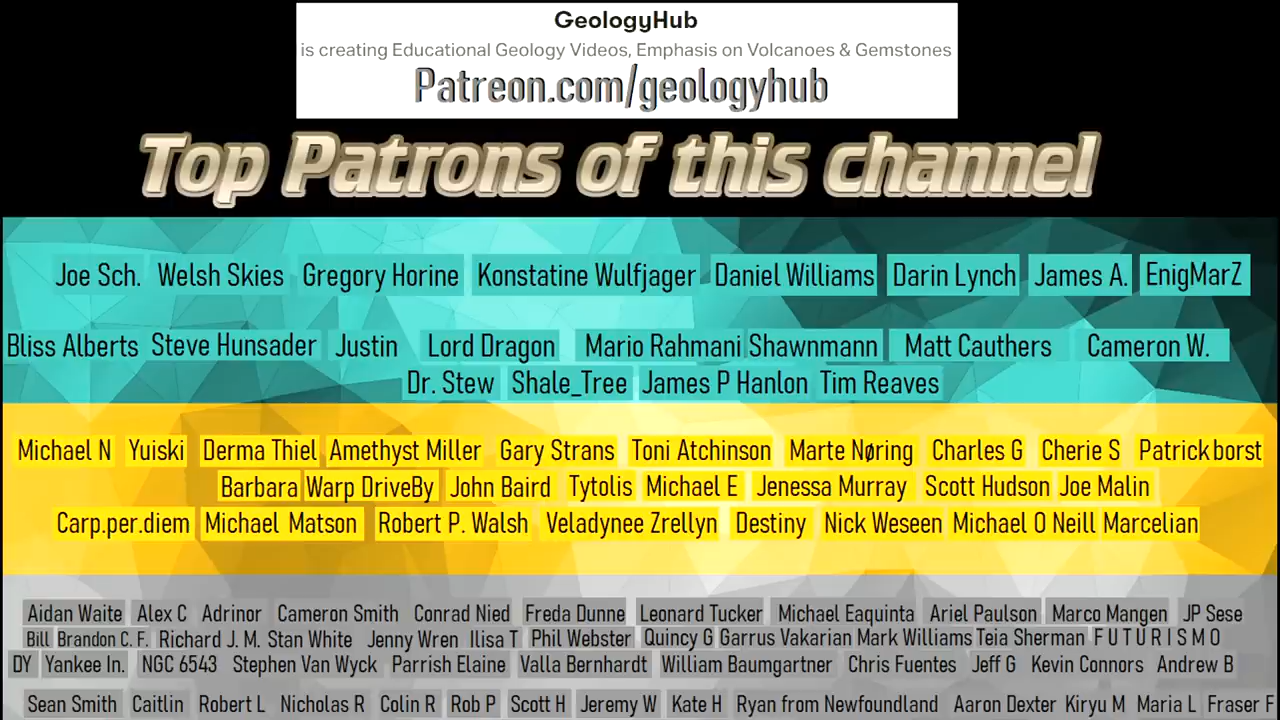 GeologyHub
is creating Educational Geology Videos, Emphasis on Volcanoes & Gemstones
Patreon.com/geologyhub
Top Patrons of this channel
Joe Sch. Welsh Skies Gregory Horine Konstatine Wulfjager Daniel Williams Darin Lynch James A. EnigMarZ
Bliss Alberts Steve Hunsader Justin Lord Dragon Mario Rahmani Shawnmann Matt Cauthers Cameron W.
Dr. Stew Shale_Tree James P Hanlon Tim Reaves
Michael N Yuiski Derma Thiel Amethyst Miller Gary Strans Toni Atchinson Marte Nøring Charles G Cherie S Patrick borst
Barbara Warp DriveBy John Baird Tytolis Michael E Jenessa Murray Scott Hudson Joe Malin
Carp.per.diem Michael Matson Robert P. Walsh Veladynee Zrellyn Destiny Nick Weseen Michael O Neill Marcelian
Aidan Waite Alex C Adrinor Cameron Smith Conrad Nied Freda Dunne Leonard Tucker Michael Eaquinta Ariel Paulson Marco Mangen JP Sese
Bill Brandon C. F. Richard J. M. Stan White Jenny Wren Ilisa T Phil Webster Quincy G Garrus Vakarian Mark Williams Teia Sherman F U T U R I S M O
DY Yankee In. NGC 6543 Stephen Van Wyck Parrish Elaine Valla Bernhardt William Baumgartner Chris Fuentes Jeff G Kevin Connors Andrew B
Sean Smith Caitlin Robert L Nicholas R Colin R Rob P Scott H Jeremy W Kate H Ryan from Newfoundland Aaron Dexter Kiryu M Maria L Fraser F